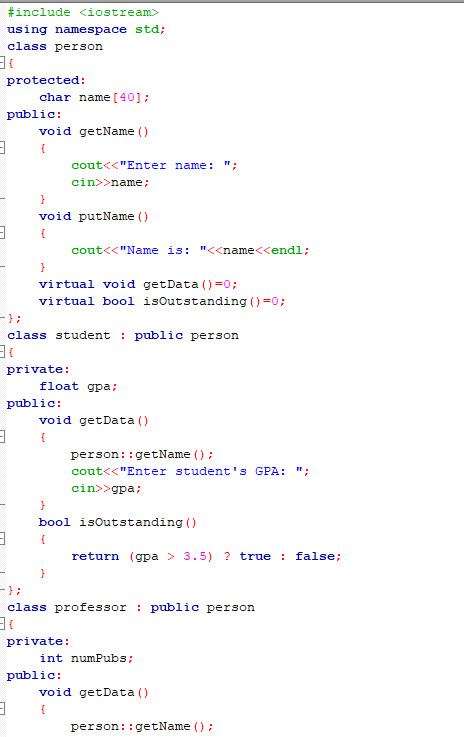 #include <iostream>
using namespace std;
class person
{
protected:
    char name[40];
public:
    void getName()
    {
        cout<<"Enter name: ";
        cin>>name;
    }
    void putName()
    {
        cout<<"Name is: "<<name<<endl;
    }
    virtual void getData()=0;
    virtual bool isOutstanding()=0;
};
class student : public person
{
private:
    float gpa;
public:
    void getData()
    {
        person::getName();
        cout<<"Enter student's GPA: ";
        cin>>gpa;
    }
    bool isOutstanding()
    {
        return (gpa > 3.5) ? true : false;
    }
};
class professor : public person
{
private:
    int numPubs;
public:
    void getData()
    {
        person::getName();